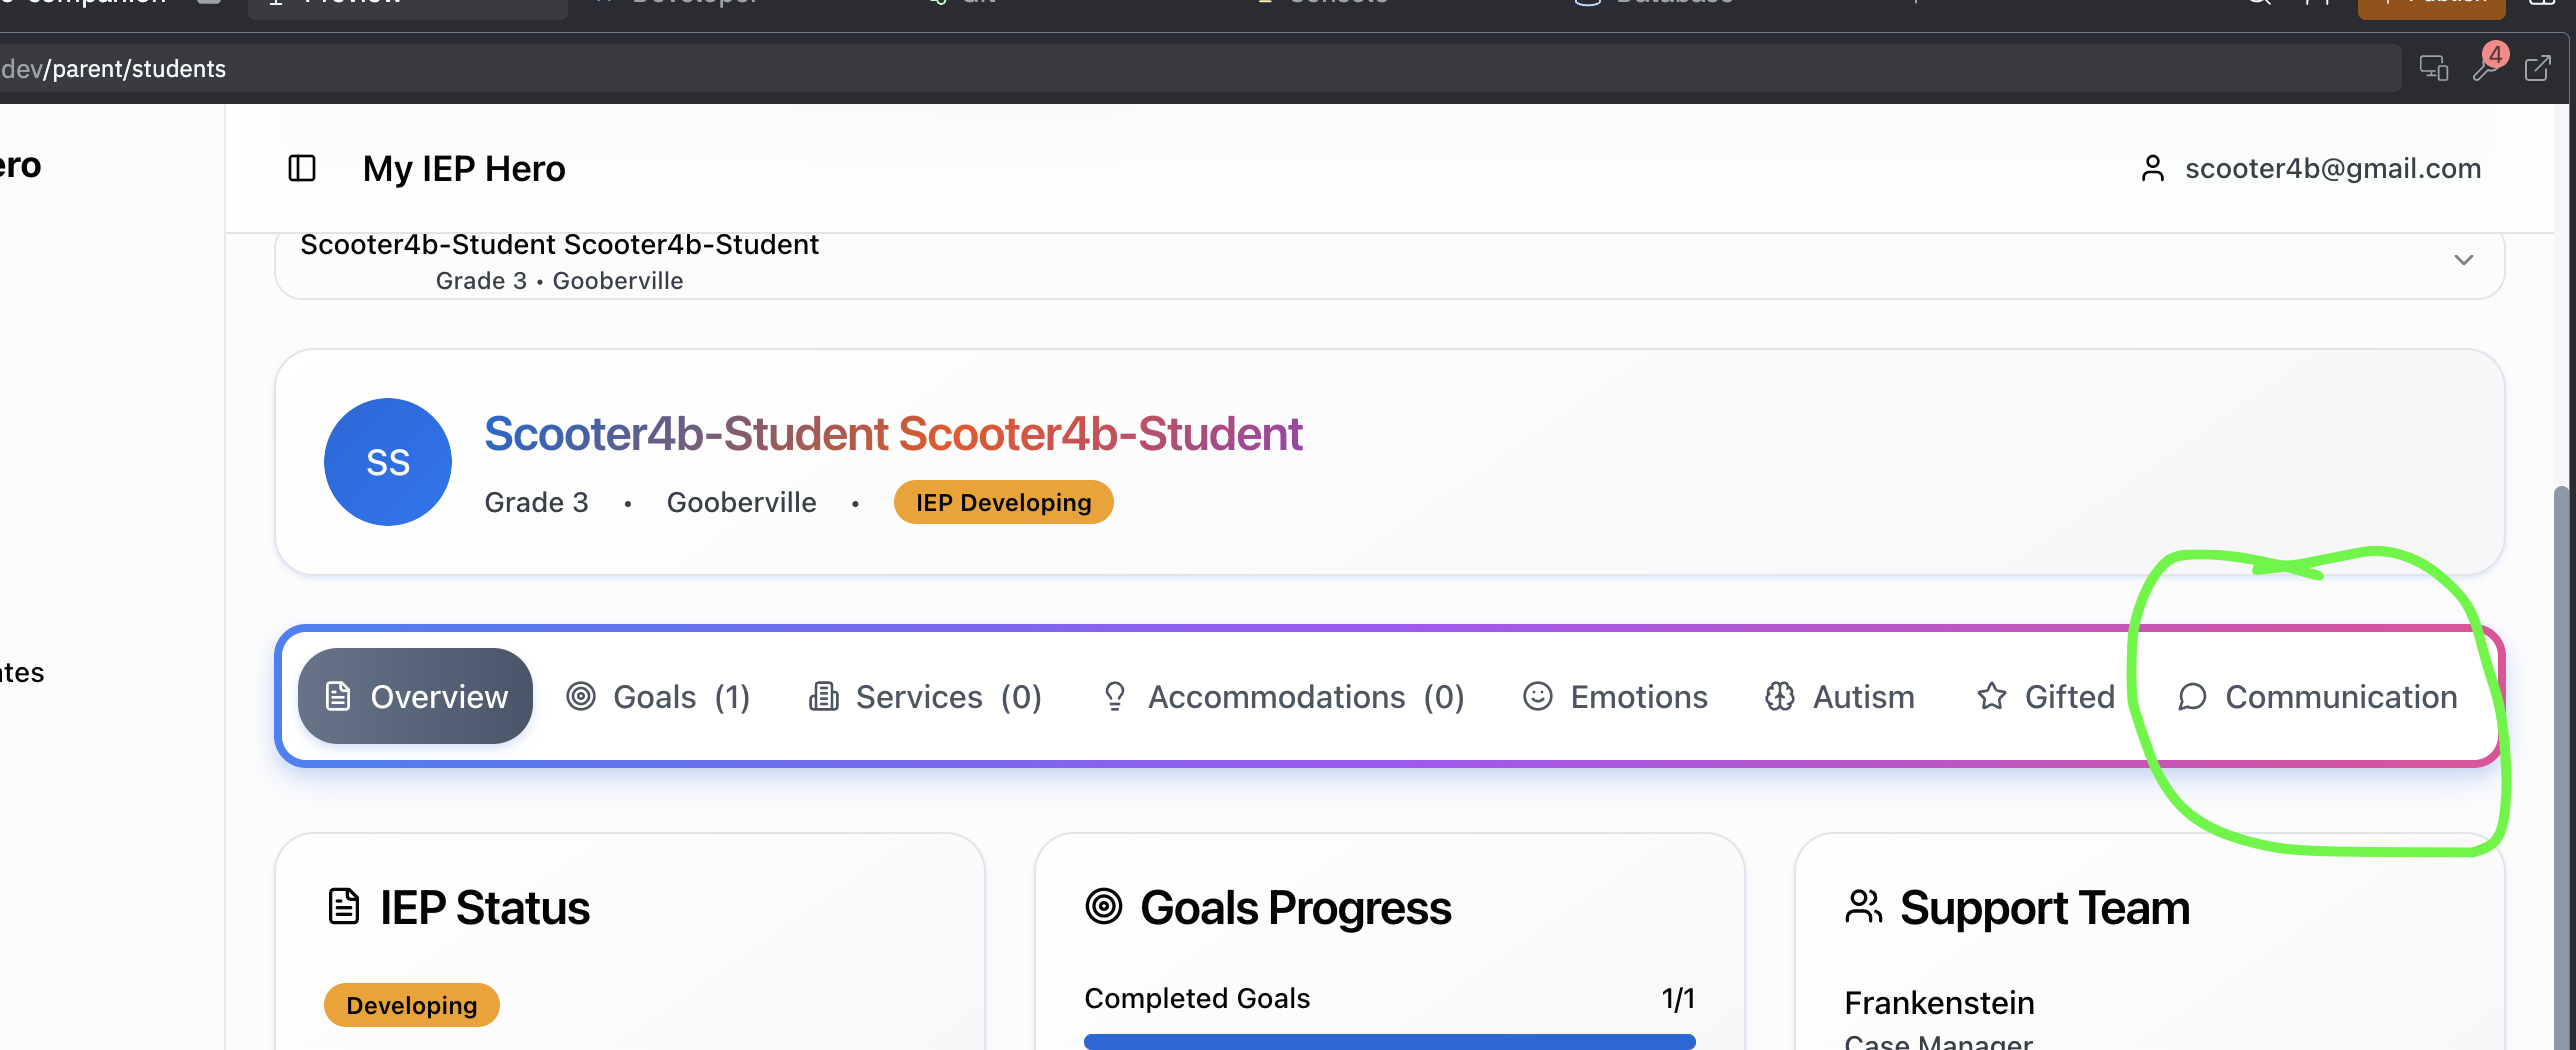 dev/parent/students
4
ero
My IEP Hero
scooter4b@gmail.com
Scooter4b-Student Scooter4b-Student
Grade 3 • Gooberville
SS
Scooter4b-Student Scooter4b-Student
Grade 3 • Gooberville • IEP Developing
Overview Goals (1) Services (0) Accommodations (0) Emotions Autism Gifted Communication
IEP Status
Developing
Goals Progress
Completed Goals 1/1
Support Team
Frankenstein
Case Manager